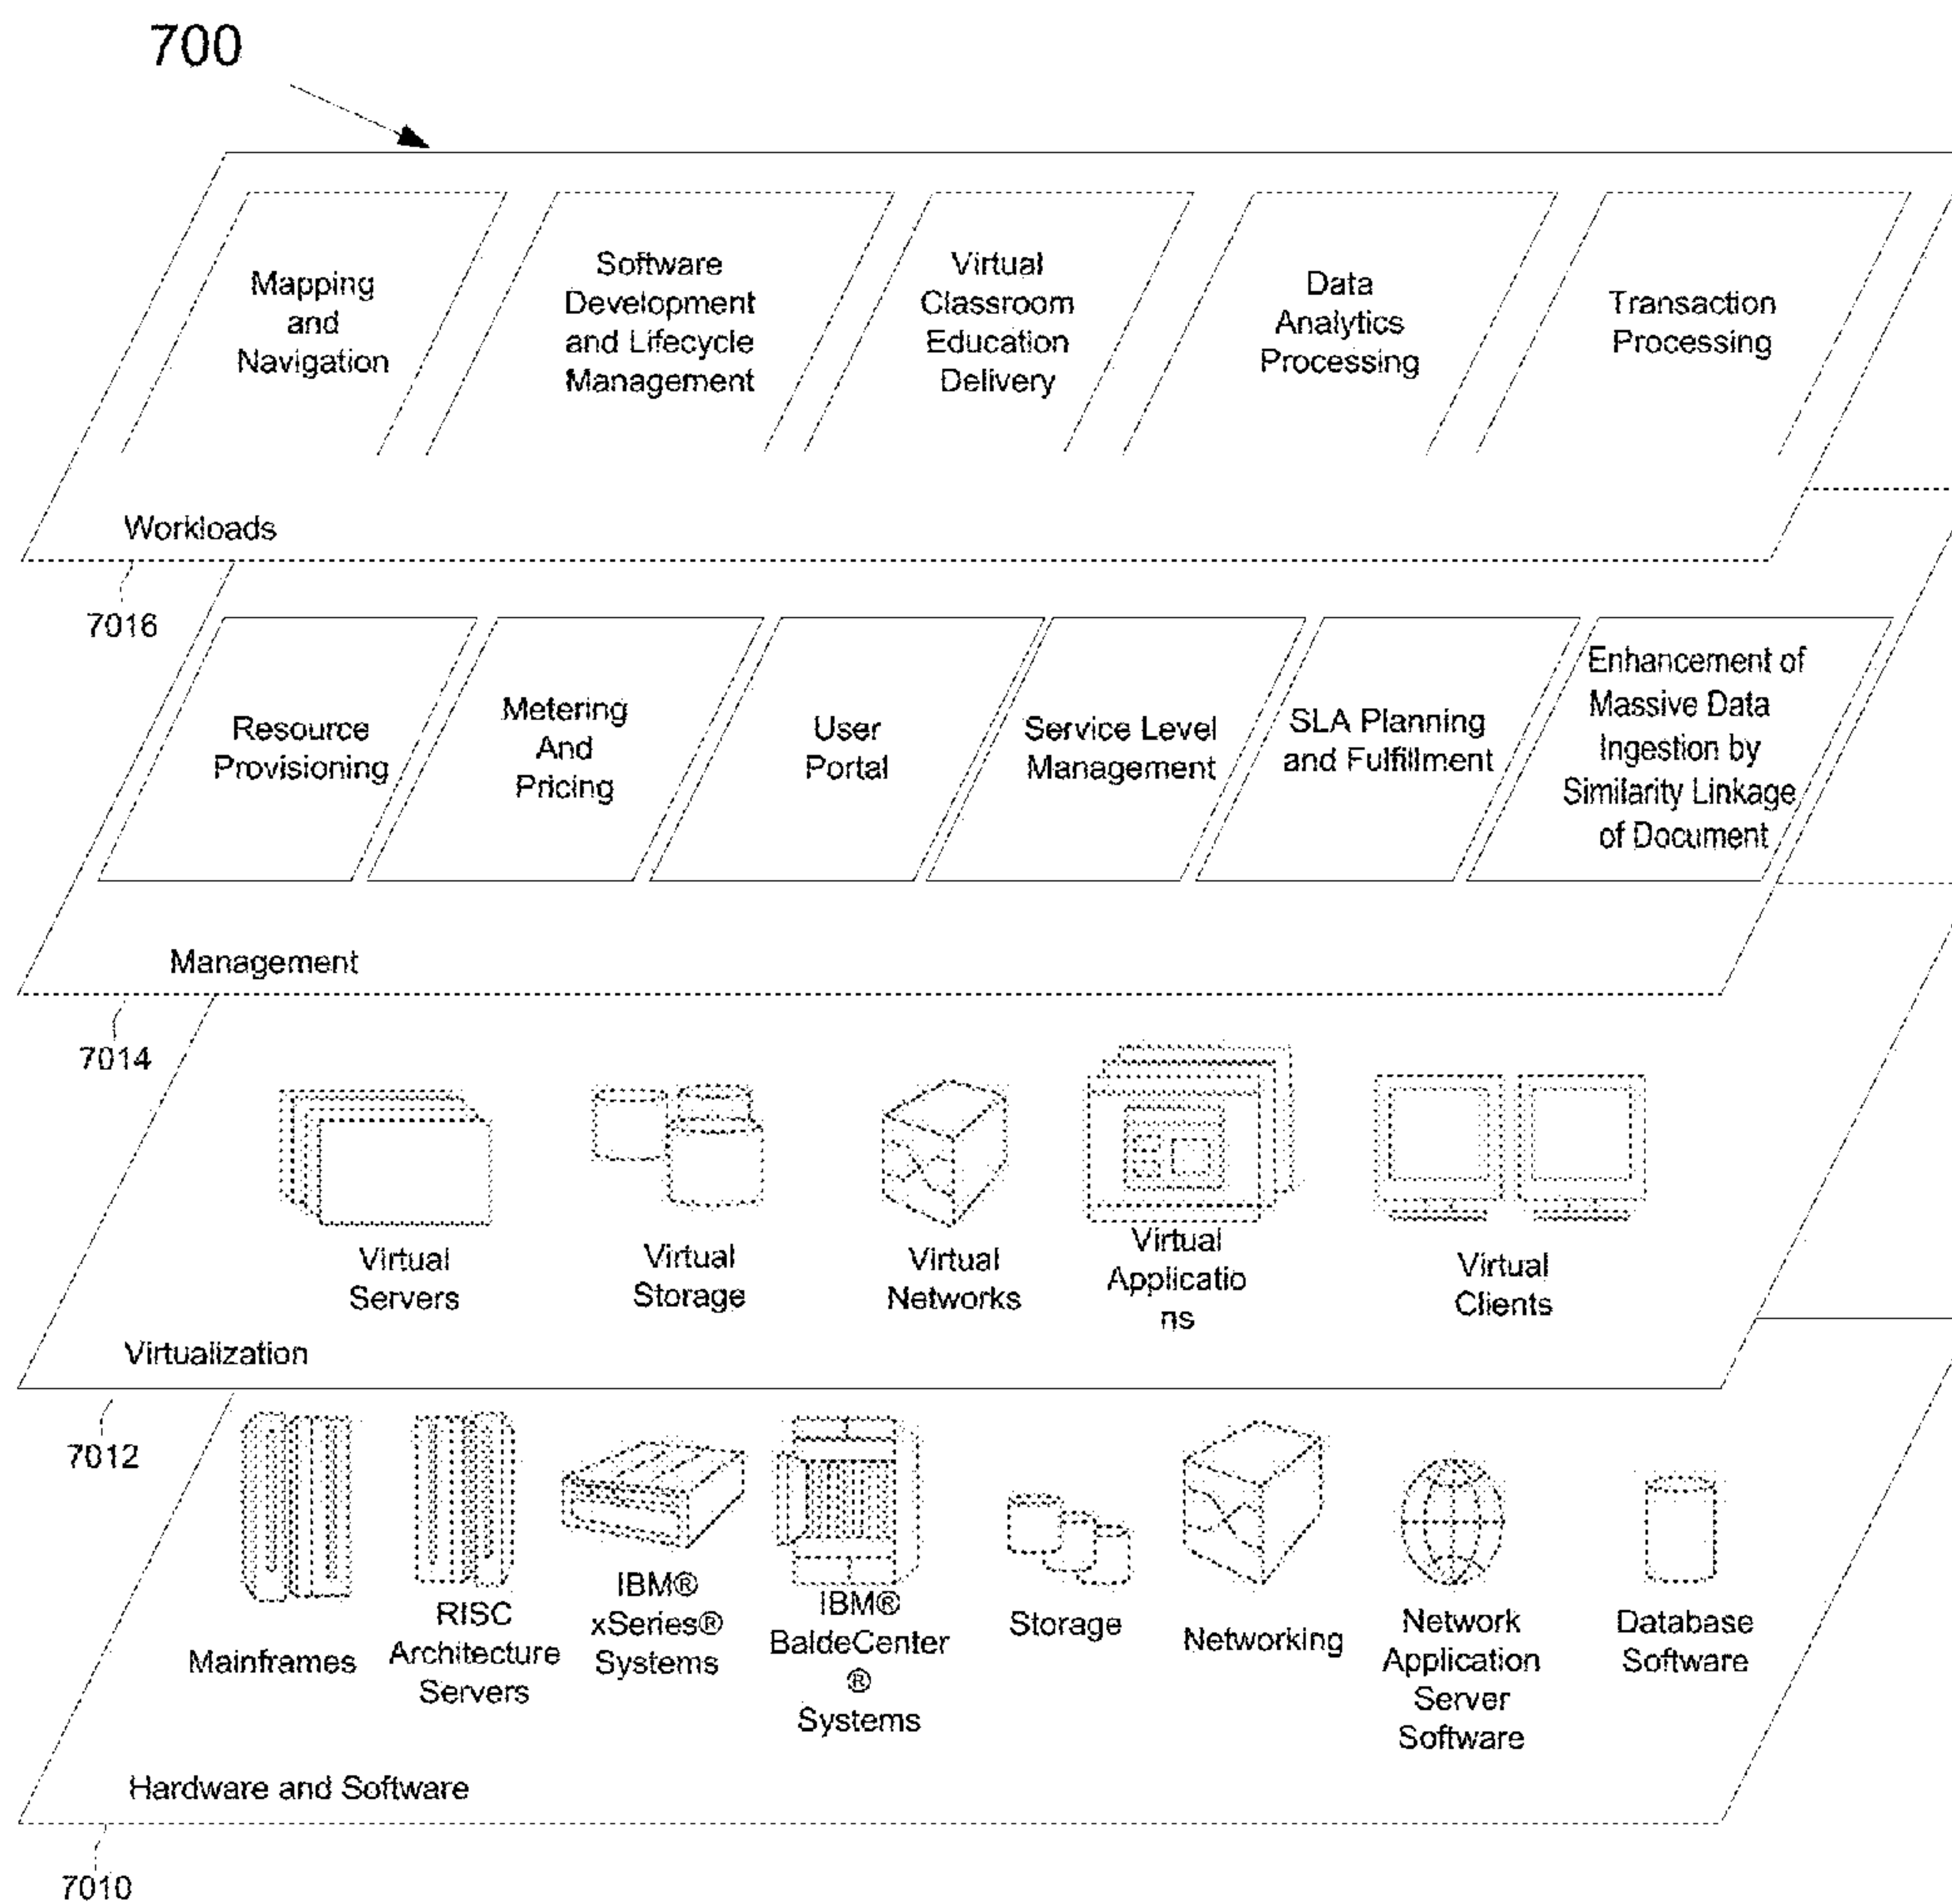 700
Mapping
and
Navigation
Software
Development
and Lifecycle
Management
Virtual
Classroom
Education
Delivery
Data
Analytics
Processing
Transaction
Processing
Workloads
7016
Resource
Provisioning
Metering
And
Pricing
User
Portal
Service Level
Management
SLA Planning
and Fulfillment
Enhancement of
Massive Data
Ingestion by
Similarity Linkage
of Document
Management
7014
Virtual
Servers
Virtual
Storage
Virtual
Networks
Virtual
Applicatio
ns
Virtual
Clients
Virtualization
7012
Mainframes
RISC
Architecture
Servers
IBM®
xSeries®
Systems
IBM®
BaldeCenter
®
Systems
Storage
Networking
Network
Application
Server
Software
Database
Software
Hardware and Software
7010